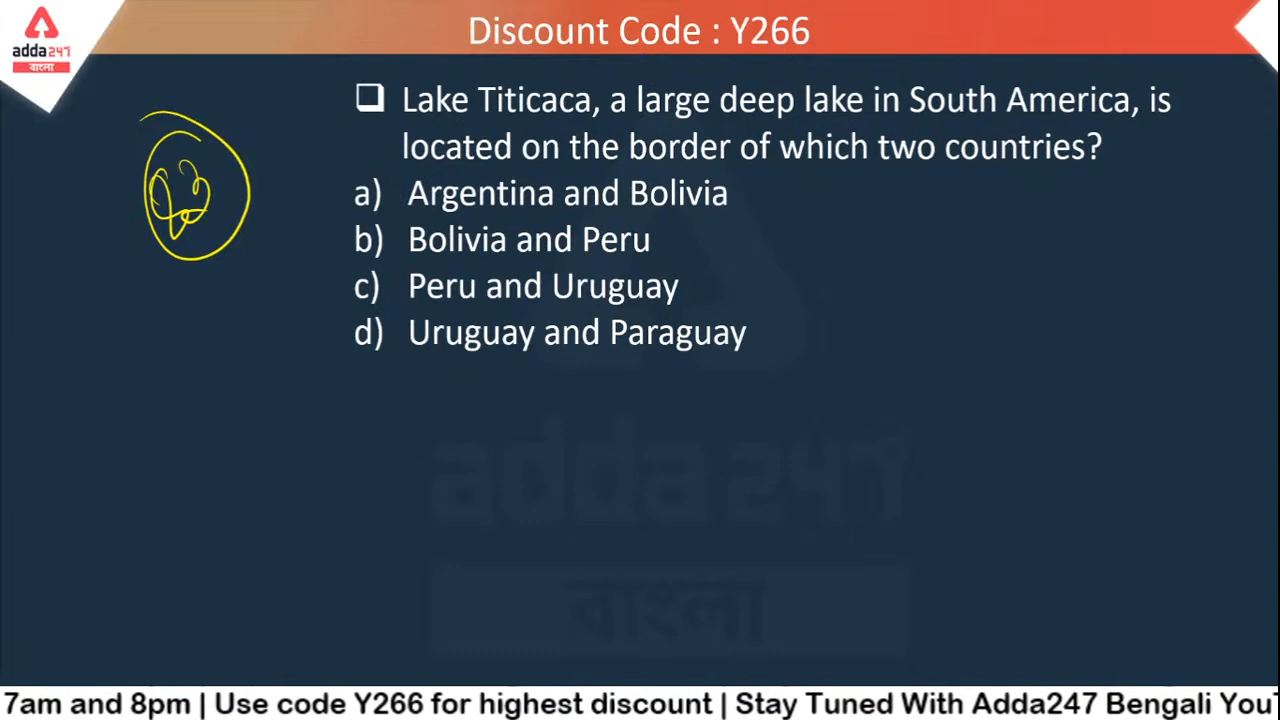 Discount Code : Y266
adda247
বাংলা
Lake Titicaca, a large deep lake in South America, is
located on the border of which two countries?
a) Argentina and Bolivia
b) Bolivia and Peru
c) Peru and Uruguay
d) Uruguay and Paraguay
adda247
বাংলা
7am and 8pm | Use code Y266 for highest discount | Stay Tuned With Adda247 Bengali You